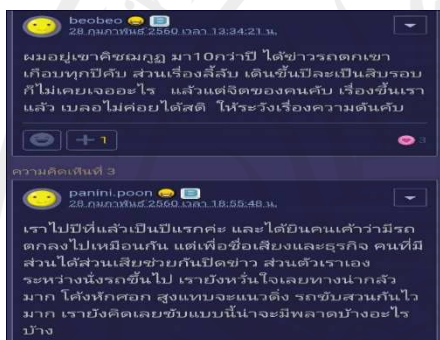 beobeo
28 กุมภาพันธ์ 2560 เวลา 13:34:21 น.
ผมอยู่เขาคิชฌกูฏ มา10กว่าปี ได้ข่าวรถตกเขา
เกือบทุกปีคับ ส่วนเรื่องลี้ลับ เดินขึ้นปีละเป็นสิบรอบ
ก็ไม่เคยเจออะไร แล้วแต่จิตของคนคับ เรื่องขึ้นเรา
แล้ว เบลอไม่ค่อยได้สติ ให้ระวังเรื่องความดันคับ
+ 1
3
ความคิดเห็นที่ 3
panini.poon
28 กุมภาพันธ์ 2560 เวลา 18:55:48 น.
เราไปปีที่แล้วเป็นปีแรกค่ะ และได้ยินคนเค้าว่ามีรถ
ตกลงไปเหมือนกัน แต่เพื่อชื่อเสียงและธุรกิจ คนที่มี
ส่วนได้ส่วนเสียช่วยกันปิดข่าว ส่วนตัวเราเอง
ระหว่างนั่งรถขึ้นไป เรายังหวั่นใจเลยทางน่ากลัว
มาก โค้งหักศอก สูงแทบจะแนวดิ่ง รถขับสวนกันไว
มาก เรายังคิดเลยขับแบบนี้น่าจะมีพลาดบ้างอะไร
บ้าง